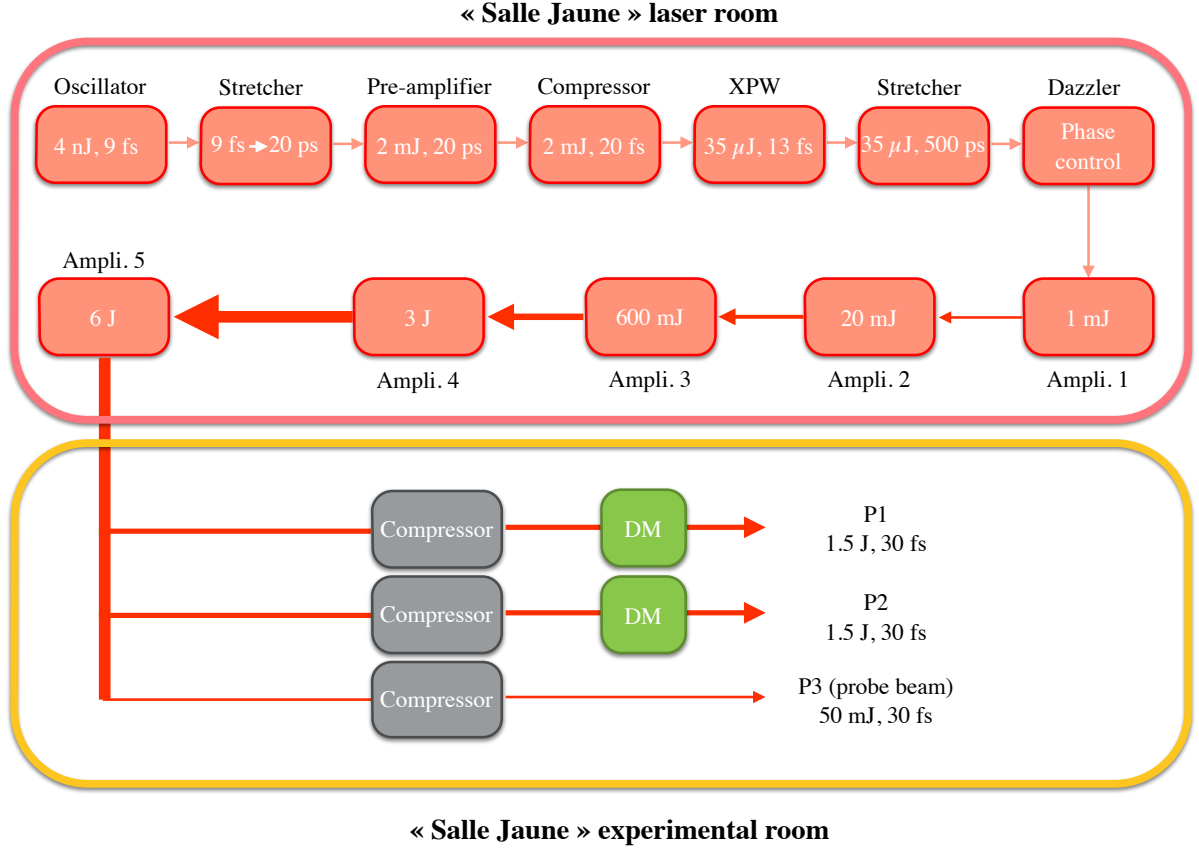 « Salle Jaune » laser room
Oscillator
Stretcher
Pre-amplifier
Compressor
XPW
Stretcher
Dazzler
4 nJ, 9 fs
9 fs → 20 ps
2 mJ, 20 ps
2 mJ, 20 fs
35 µJ, 13 fs
35 µJ, 500 ps
Phase
control
Ampli. 5
6 J
3 J
600 mJ
20 mJ
1 mJ
Ampli. 4
Ampli. 3
Ampli. 2
Ampli. 1
Compressor
DM
P1
1.5 J, 30 fs
Compressor
DM
P2
1.5 J, 30 fs
Compressor
P3 (probe beam)
50 mJ, 30 fs
« Salle Jaune » experimental room